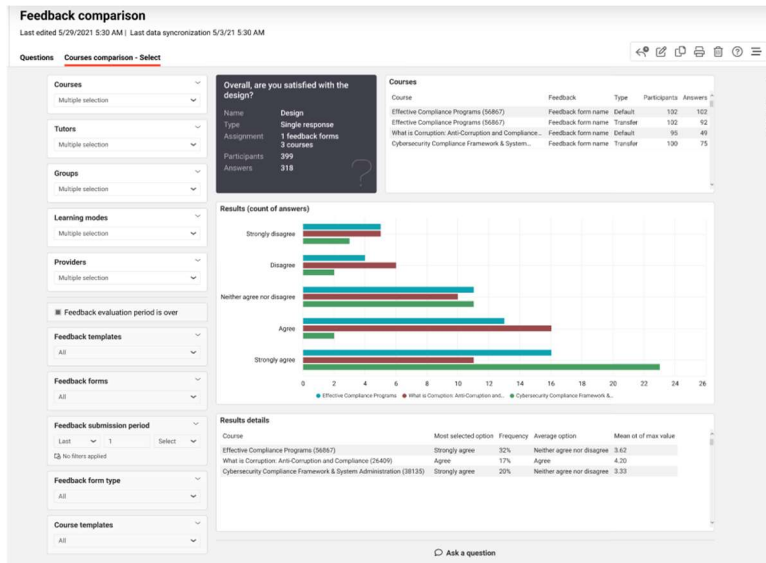 Feedback comparison
Last edited 5/29/2021 5:30 AM | Last data syncronization 5/3/21 5:30 AM
Questions Courses comparison - Select
Courses
Multiple selection
Tutors
Multiple selection
Groups
Multiple selection
Learning modes
Multiple selection
Providers
Multiple selection
Feedback evaluation period is over
Feedback templates
All
Feedback forms
All
Feedback submission period
Last 1 Select
No filters applied
Feedback form type
All
Course templates
All
Overall, are you satisfied with the
design?
Name Design
Type Single response
Assignment 1 feedback forms
3 courses
Participants 399
Answers 318
?
Courses
Course Feedback Type Participants Answers
Effective Compliance Programs (56867) Feedback form name Default 102 102
Effective Compliance Programs (56867) Feedback form name Transfer 102 92
What is Corruption: Anti-Corruption and Compliance... Feedback form name Default 95 49
Cybersecurity Compliance Framework & System... Feedback form name Transfer 100 75
Results (count of answers)
Strongly disagree
Disagree
Neither agree nor disagree
Agree
Strongly agree
0 2 4 6 8 10 12 14 16 18 20 22 24 26
Effective Compliance Programs What is Corruption: Anti-Corruption and... Cybersecurity Compliance Framework &...
Results details
Course Most selected option Frequency Average option Mean ot of max value
Effective Compliance Programs (56867) Strongly agree 32% Neither agree nor disagree 3.62
What is Corruption: Anti-Corruption and Compliance (26409) Agree 17% Agree 4.20
Cybersecurity Compliance Framework & System Administration (38135) Strongly agree 20% Neither agree nor disagree 3.33
Ask a question